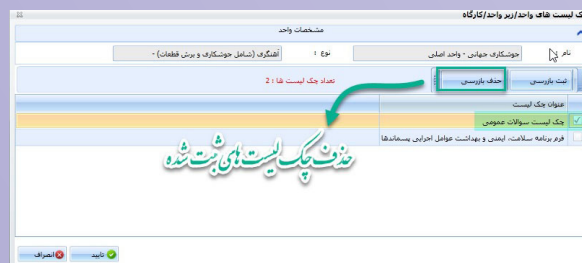 چک لیست های واحد/زیر واحد/کارگاه
مشخصات واحد
نام : جوشکاری جهانی - واحد اصلی نوع : آهنگری (شامل جوشکاری و برش قطعات) -
ثبت بازرسی حذف بازرسی تعداد چک لیست ها : 2
عنوان چک لیست
چک لیست سوالات عمومی
فرم برنامه سلامت، ایمنی و بهداشت عوامل اجرایی پسماندها
حذف چک لیست های ثبت شده
تایید انصراف